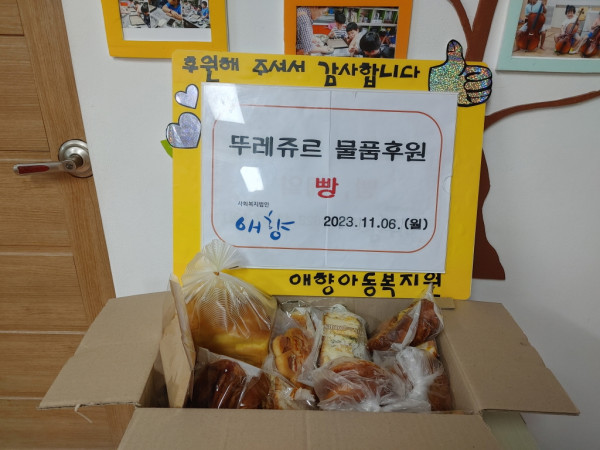 후원해 주셔서 감사합니다
뚜레쥬르 물품후원
빵
사회복지법인
애향 2023.11.06.(월)
애향아동복지원